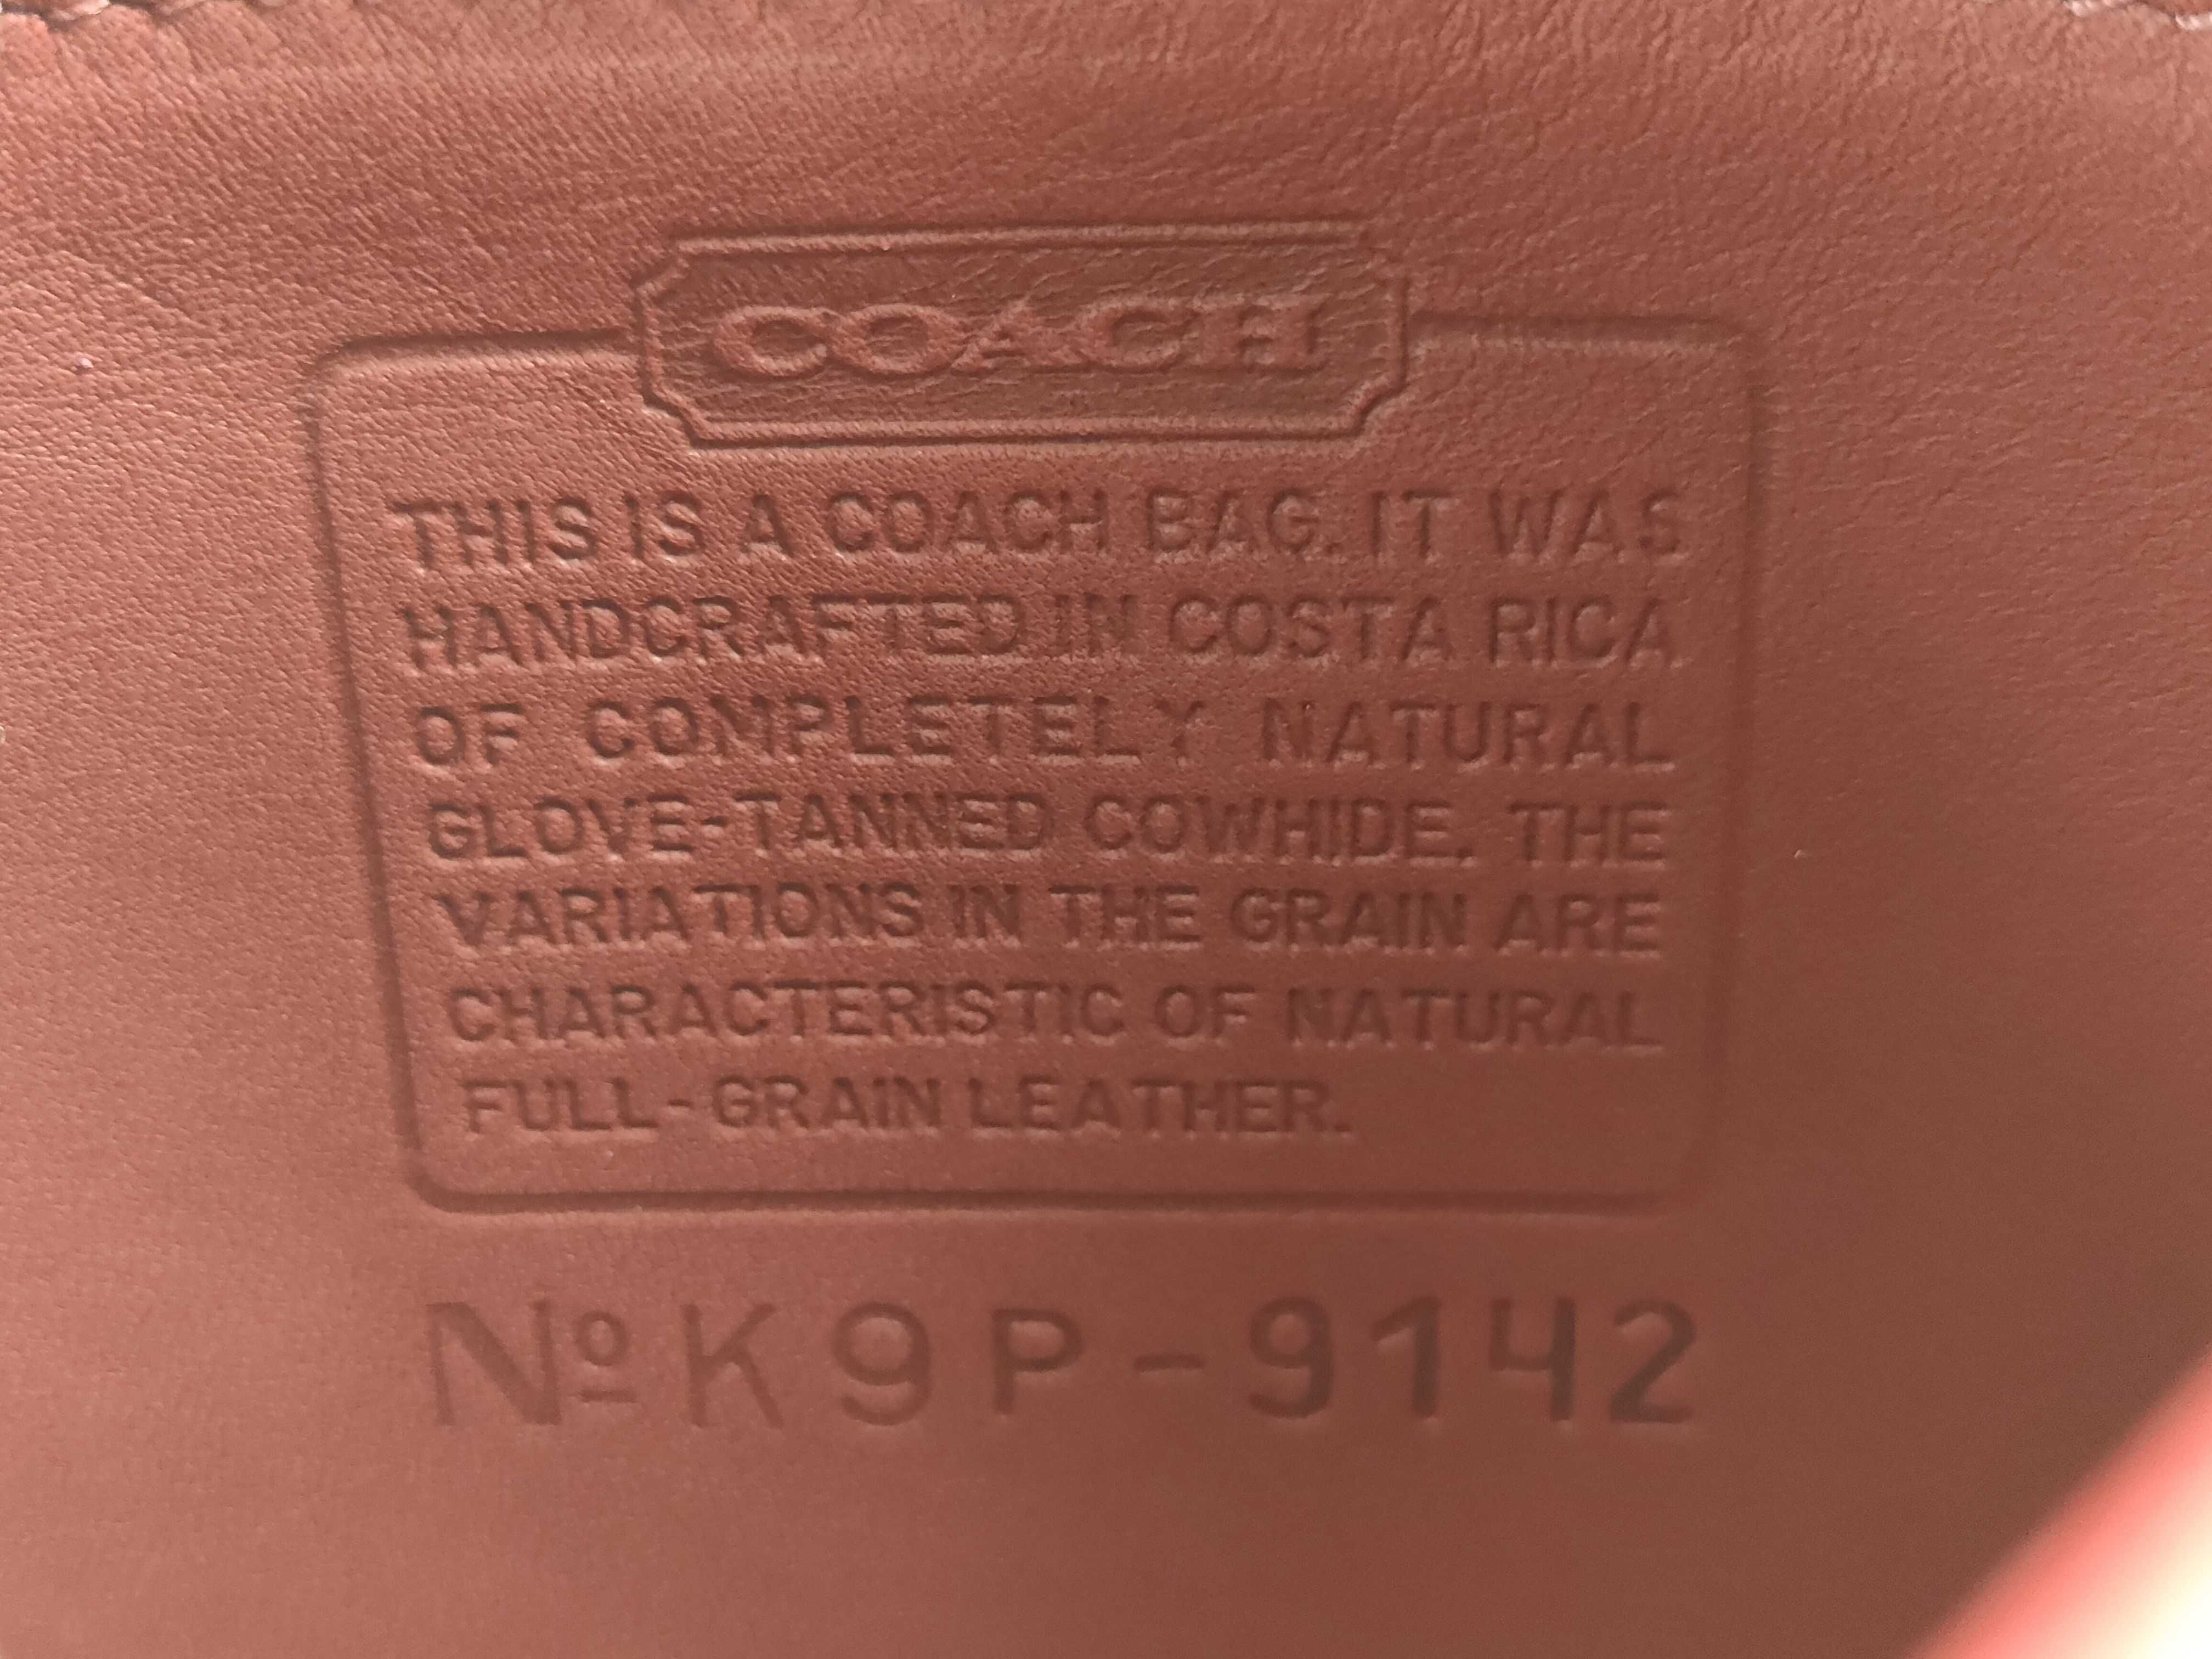 COACH
THIS IS A COACH BAG. IT WAS
HANDCRAFTED IN COSTA RICA
OF COMPLETELY NATURAL
GLOVE-TANNED COWHIDE. THE
VARIATIONS IN THE GRAIN ARE
CHARACTERISTIC OF NATURAL
FULL-GRAIN LEATHER.
Nº K9P-9142